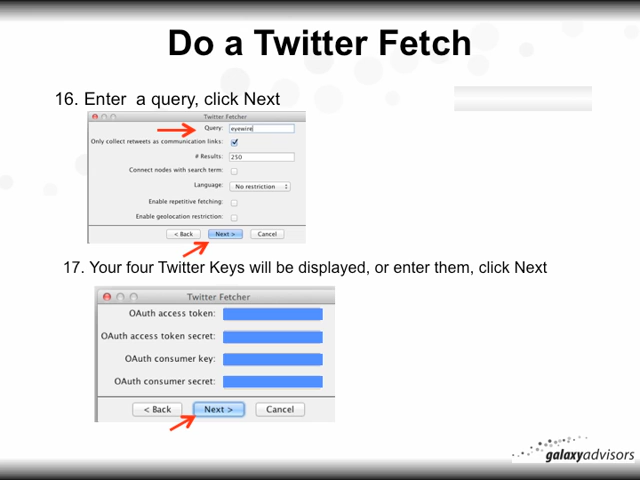 Do a Twitter Fetch
16. Enter a query, click Next
Twitter Fetcher
Query: eyewire
Only collect retweets as communication links:
# Results: 250
Connect nodes with search term:
Language: No restriction
Enable repetitive fetching:
Enable geolocation restriction:
< Back Next > Cancel
17. Your four Twitter Keys will be displayed, or enter them, click Next
Twitter Fetcher
OAuth access token:
OAuth access token secret:
OAuth consumer key:
OAuth consumer secret:
< Back Next > Cancel
galaxyadvisors